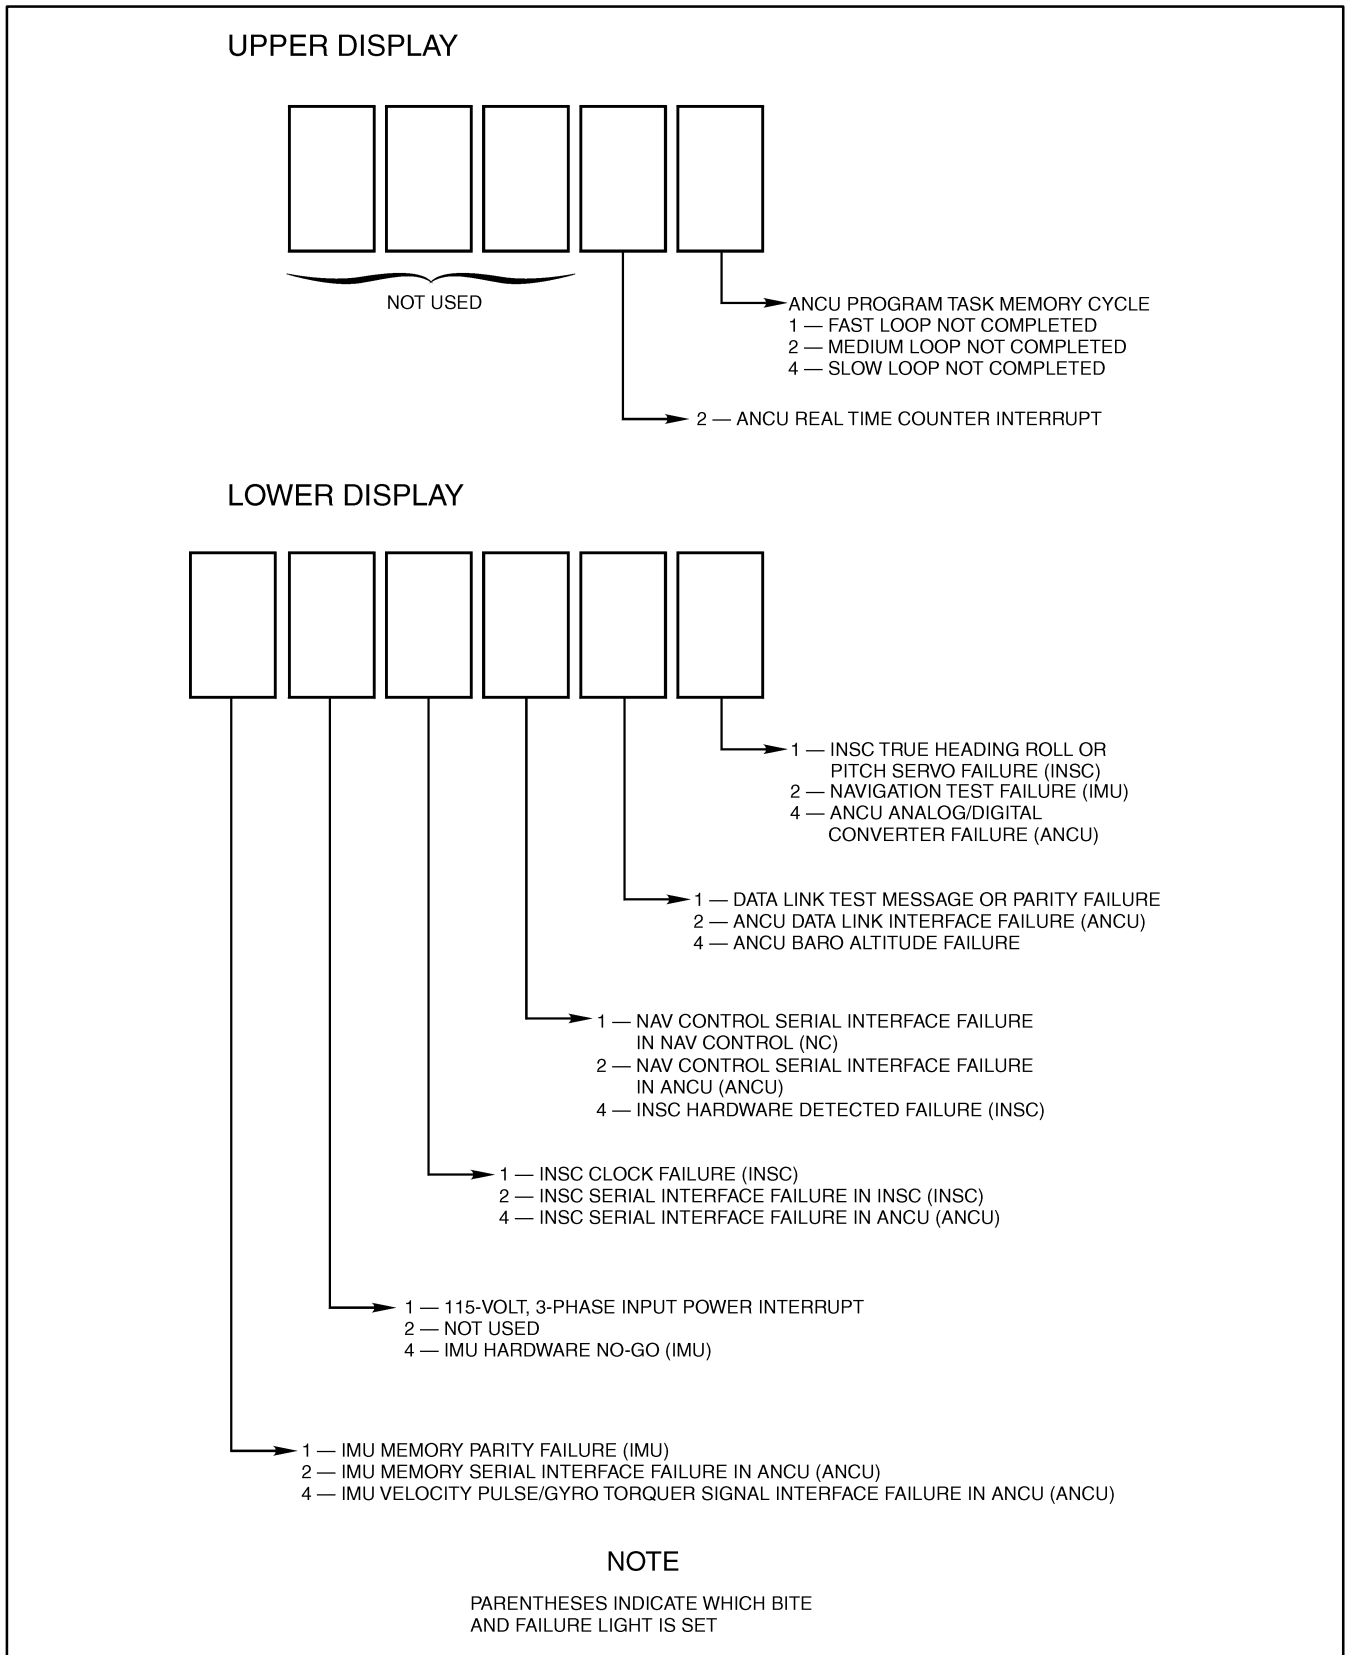 UPPER DISPLAY
NOT USED
ANCU PROGRAM TASK MEMORY CYCLE
1 — FAST LOOP NOT COMPLETED
2 — MEDIUM LOOP NOT COMPLETED
4 — SLOW LOOP NOT COMPLETED
2 — ANCU REAL TIME COUNTER INTERRUPT
LOWER DISPLAY
1 — INSC TRUE HEADING ROLL OR
PITCH SERVO FAILURE (INSC)
2 — NAVIGATION TEST FAILURE (IMU)
4 — ANCU ANALOG/DIGITAL
CONVERTER FAILURE (ANCU)
1 — DATA LINK TEST MESSAGE OR PARITY FAILURE
2 — ANCU DATA LINK INTERFACE FAILURE (ANCU)
4 — ANCU BARO ALTITUDE FAILURE
1 — NAV CONTROL SERIAL INTERFACE FAILURE
IN NAV CONTROL (NC)
2 — NAV CONTROL SERIAL INTERFACE FAILURE
IN ANCU (ANCU)
4 — INSC HARDWARE DETECTED FAILURE (INSC)
1 — INSC CLOCK FAILURE (INSC)
2 — INSC SERIAL INTERFACE FAILURE IN INSC (INSC)
4 — INSC SERIAL INTERFACE FAILURE IN ANCU (ANCU)
1 — 115-VOLT, 3-PHASE INPUT POWER INTERRUPT
2 — NOT USED
4 — IMU HARDWARE NO-GO (IMU)
1 — IMU MEMORY PARITY FAILURE (IMU)
2 — IMU MEMORY SERIAL INTERFACE FAILURE IN ANCU (ANCU)
4 — IMU VELOCITY PULSE/GYRO TORQUER SIGNAL INTERFACE FAILURE IN ANCU (ANCU)
NOTE
PARENTHESES INDICATE WHICH BITE
AND FAILURE LIGHT IS SET